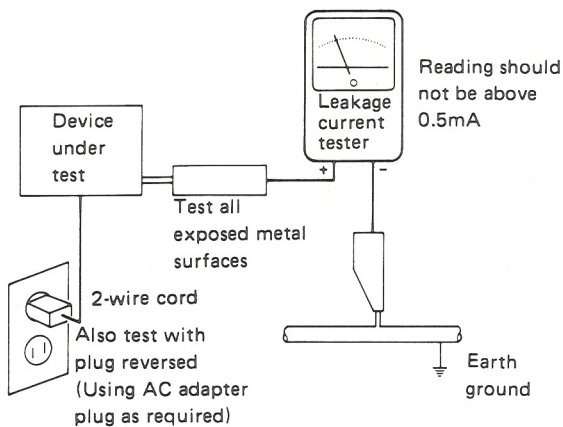 Reading should
not be above
0.5mA
Leakage
current
tester
+ -
Device
under
test
Test all
exposed metal
surfaces
2-wire cord
Also test with
plug reversed
(Using AC adapter
plug as required)
Earth
ground